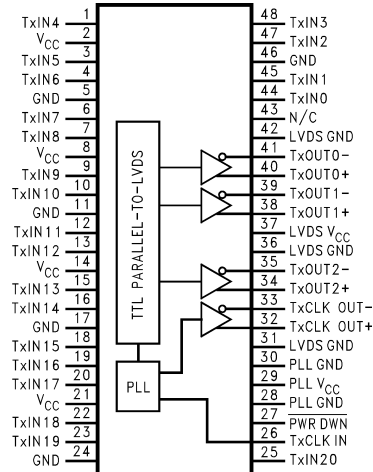 TxIN4 1
VCC 2
TxIN5 3
TxIN6 4
GND 5
TxIN7 6
TxIN8 7
VCC 8
TxIN9 9
TxIN10 10
GND 11
TxIN11 12
TxIN12 13
VCC 14
TxIN13 15
TxIN14 16
GND 17
TxIN15 18
TxIN16 19
TxIN17 20
VCC 21
TxIN18 22
TxIN19 23
GND 24
TTL PARALLEL-TO-LVDS
PLL
48 TxIN3
47 TxIN2
46 GND
45 TxIN1
44 TxIN0
43 N/C
42 LVDS GND
41 TxOUT0-
40 TxOUT0+
39 TxOUT1-
38 TxOUT1+
37 LVDS VCC
36 LVDS GND
35 TxOUT2-
34 TxOUT2+
33 TxCLK OUT-
32 TxCLK OUT+
31 LVDS GND
30 PLL GND
29 PLL VCC
28 PLL GND
27 PWR DWN
26 TxCLK IN
25 TxIN20